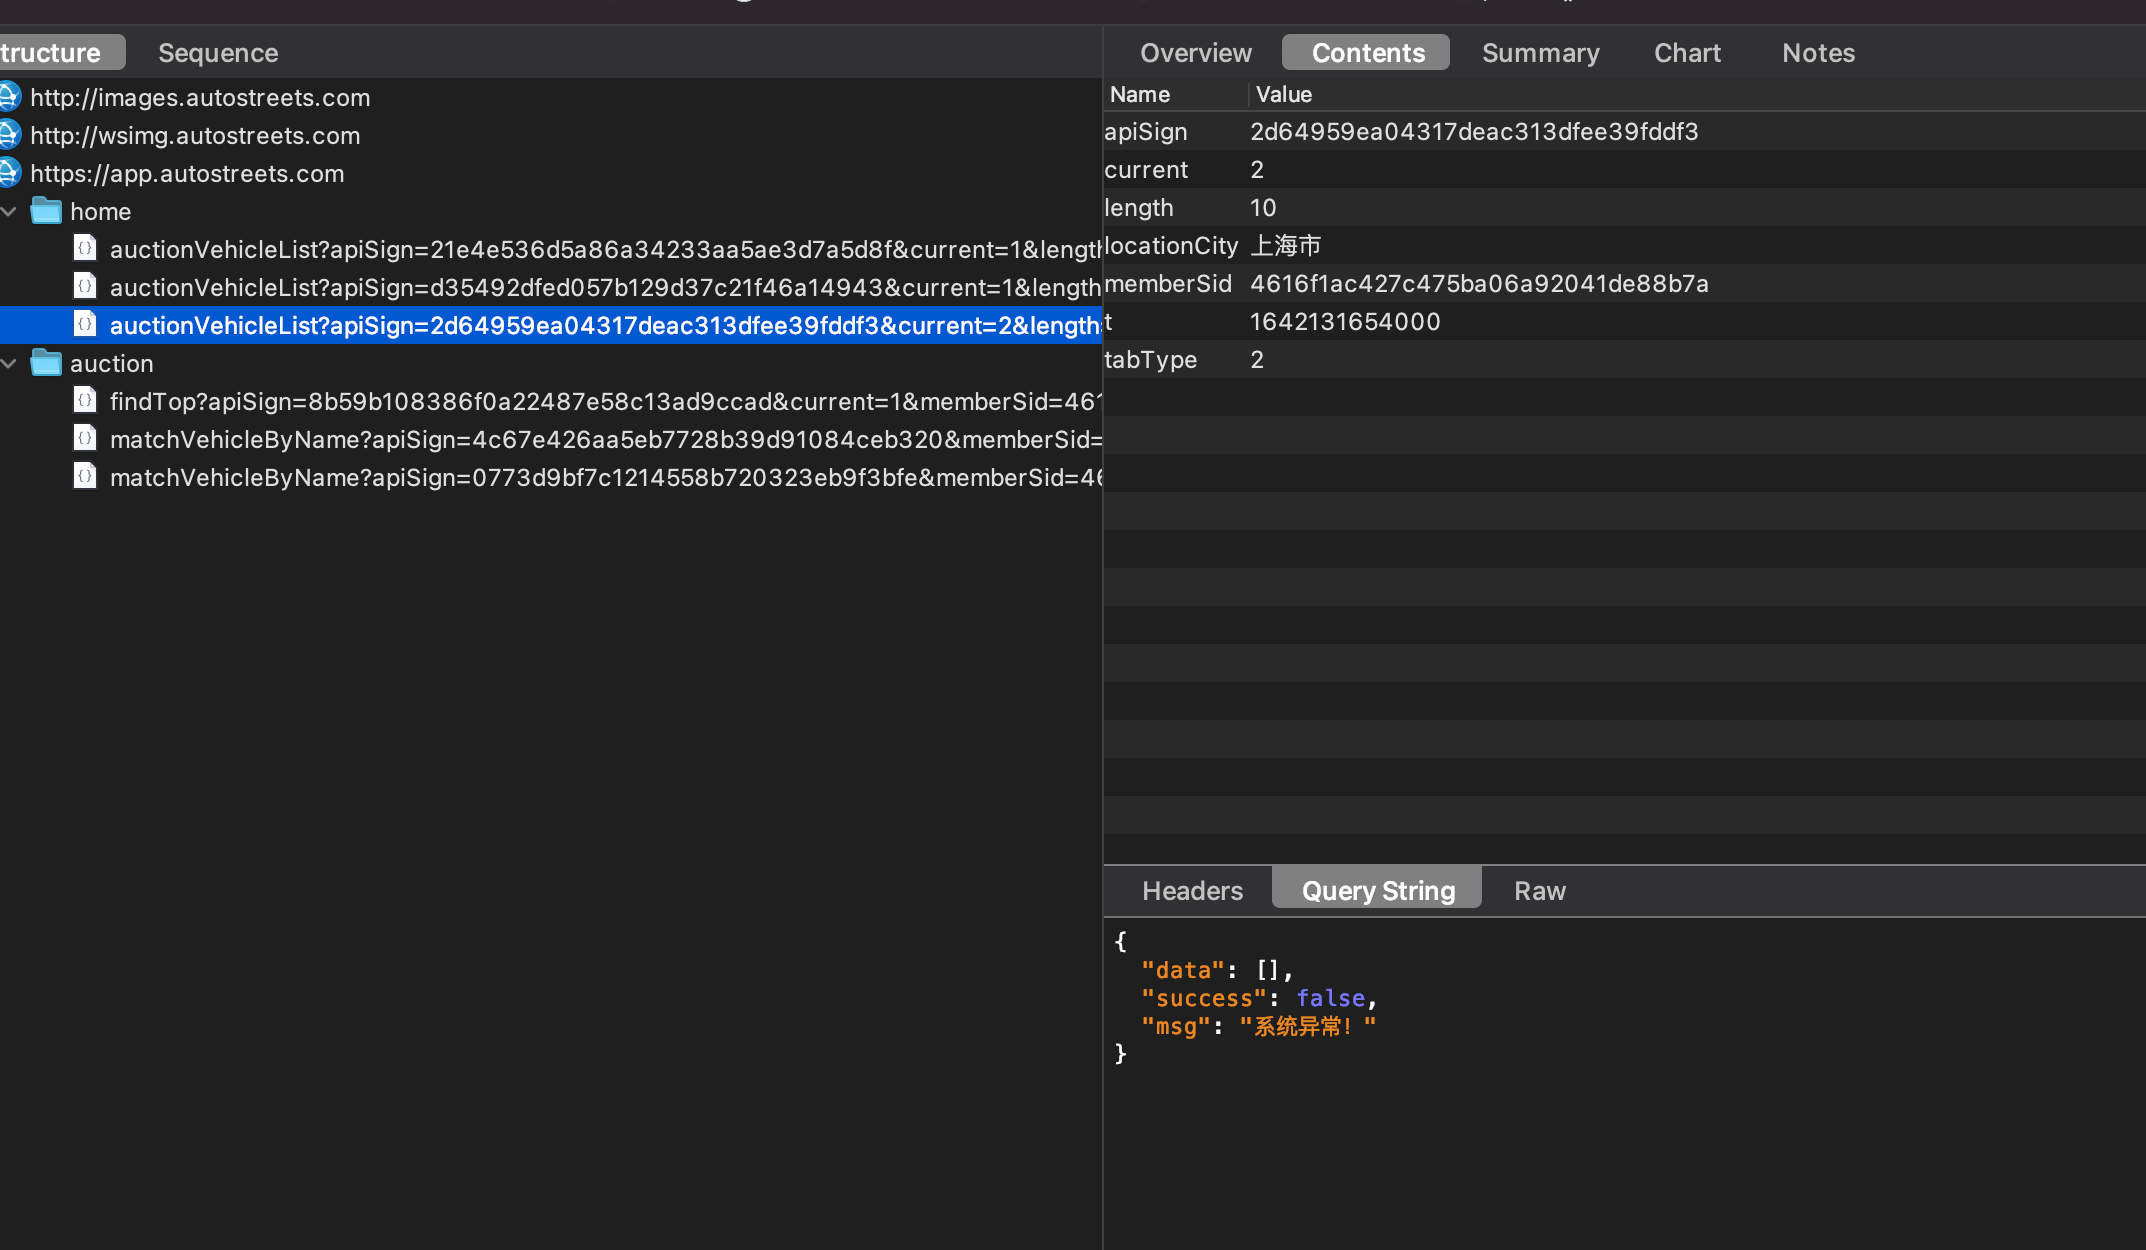 tructure Sequence
http://images.autostreets.com
http://wsimg.autostreets.com
https://app.autostreets.com
home
auctionVehicleList?apiSign=21e4e536d5a86a34233aa5ae3d7a5d8f&current=1&lengt
auctionVehicleList?apiSign=d35492dfed057b129d37c21f46a14943&current=1&length
auctionVehicleList?apiSign=2d64959ea04317deac313dfee39fddf3&current=2&length
auction
findTop?apiSign=8b59b108386f0a22487e58c13ad9ccad&current=1&memberSid=461
matchVehicleByName?apiSign=4c67e426aa5eb7728b39d91084ceb320&memberSid=
matchVehicleByName?apiSign=0773d9bf7c1214558b720323eb9f3bfe&memberSid=46
Overview Contents Summary Chart Notes
Name Value
apiSign 2d64959ea04317deac313dfee39fddf3
current 2
length 10
locationCity 上海市
memberSid 4616f1ac427c475ba06a92041de88b7a
t 1642131654000
tabType 2
Headers Query String Raw
{
"data": [],
"success": false,
"msg": "系统异常！"
}